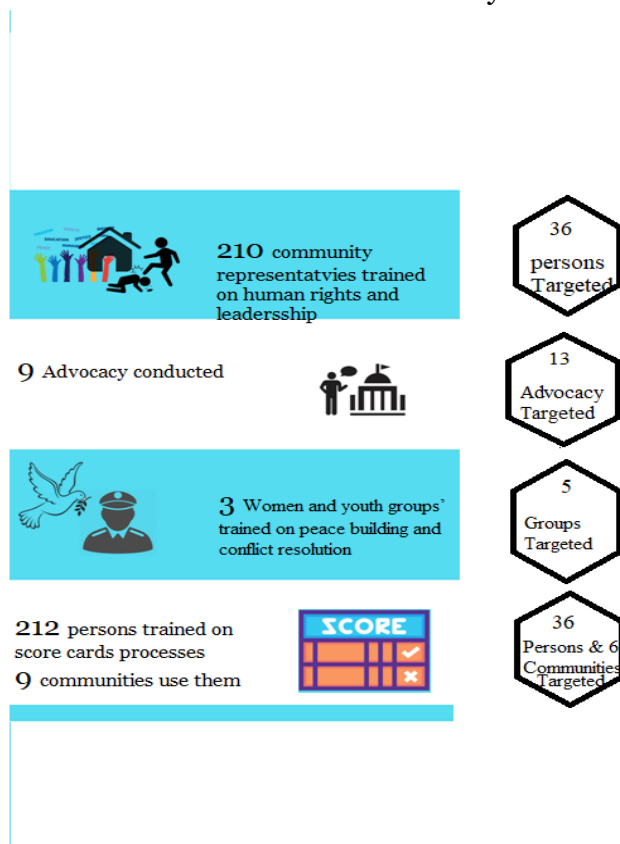 210 community
representatvies trained
on human rights and
leadersship
36
persons
Targeted
9 Advocacy conducted
13
Advocacy
Targeted
3 Women and youth groups'
trained on peace building and
conflict resolution
5
Groups
Targeted
212 persons trained on
score cards processes
9 communities use them
SCORE
36
Persons & 6
Communities
Targeted